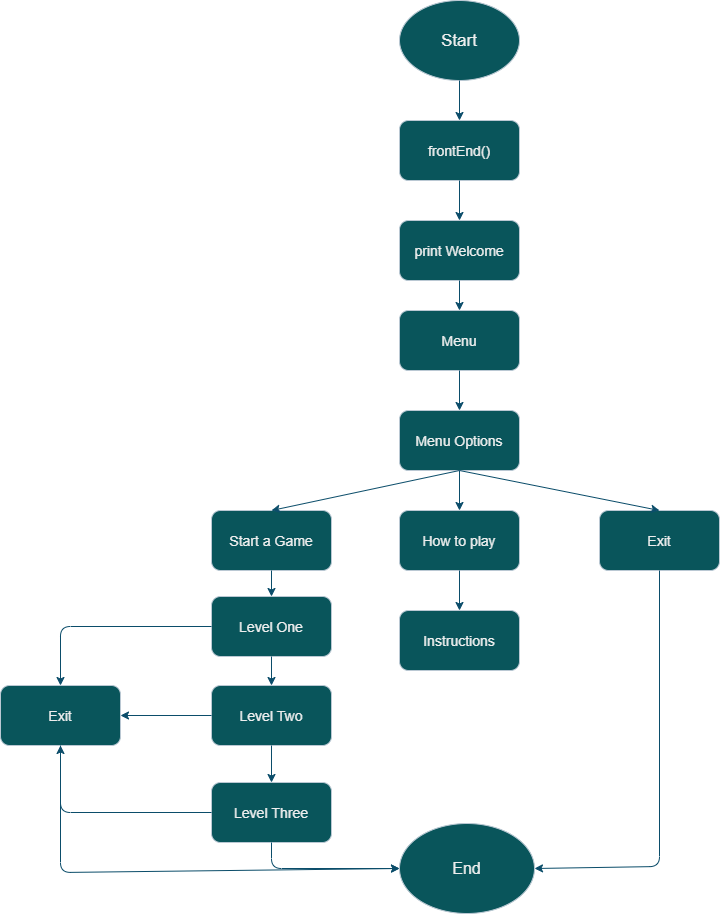 Start
frontEnd()
print Welcome
Menu
Menu Options
Start a Game
How to play
Exit
Level One
Instructions
Exit
Level Two
Level Three
End